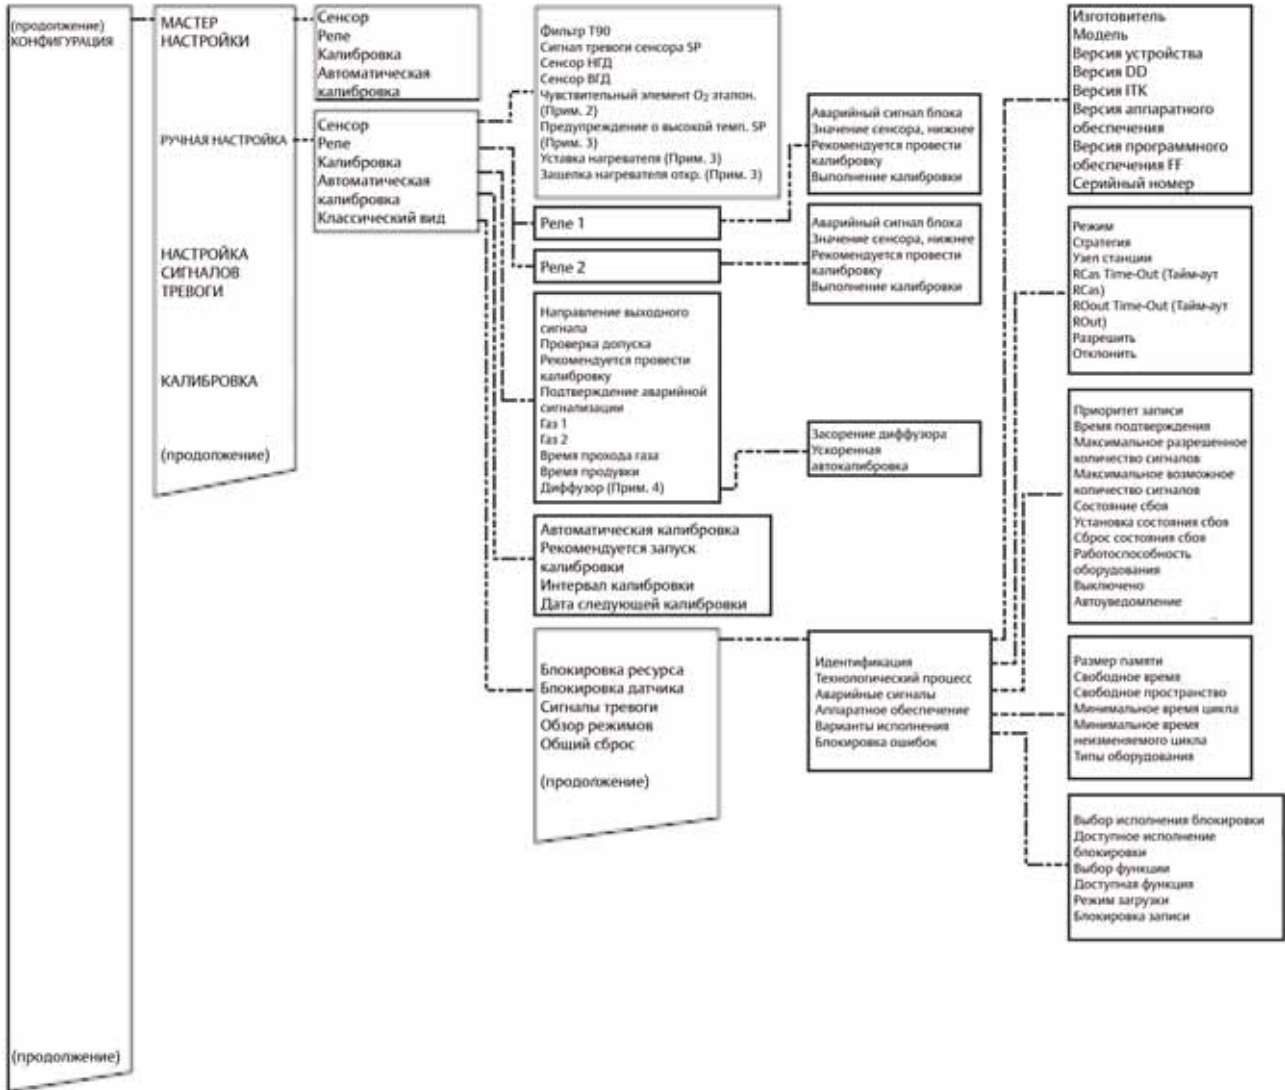 (продолжение)
КОНФИГУРАЦИЯ
(продолжение)
МАСТЕР
НАСТРОЙКИ
РУЧНАЯ НАСТРОЙКА
НАСТРОЙКА
СИГНАЛОВ
ТРЕВОГИ
КАЛИБРОВКА
(продолжение)
Сенсор
Реле
Калибровка
Автоматическая
калибровка
Сенсор
Реле
Калибровка
Автоматическая
калибровка
Классический вид
Фильтр Т90
Сигнал тревоги сенсора SP
Сенсор НГД
Сенсор ВГД
Чувствительный элемент O₂ эталон.
(Прим. 2)
Предупреждение о высокой темп. SP
(Прим. 3)
Уставка нагревателя (Прим. 3)
Защелка нагревателя откр. (Прим. 3)
Реле 1
Реле 2
Направление выходного
сигнала
Проверка допуска
Рекомендуется провести
калибровку
Подтверждение аварийной
сигнализации
Газ 1
Газ 2
Время прохода газа
Время продувки
Диффузор (Прим. 4)
Автоматическая калибровка
Рекомендуется запуск
калибровки
Интервал калибровки
Дата следующей калибровки
Блокировка ресурса
Блокировка датчика
Сигналы тревоги
Обзор режимов
Общий сброс
(продолжение)
Аварийный сигнал блока
Значение сенсора, нижнее
Рекомендуется провести
калибровку
Выполнение калибровки
Аварийный сигнал блока
Значение сенсора, нижнее
Рекомендуется провести
калибровку
Выполнение калибровки
Засорение диффузора
Ускоренная
автокалибровка
Идентификация
Технологический процесс
Аварийные сигналы
Аппаратное обеспечение
Варианты исполнения
Блокировка ошибок
Изготовитель
Модель
Версия устройства
Версия DD
Версия ITK
Версия аппаратного
обеспечения
Версия программного
обеспечения FF
Серийный номер
Режим
Стратегия
Узел станции
RCas Time-Out (Тайм-аут
RCas)
ROout Time-Out (Тайм-аут
ROut)
Разрешить
Отклонить
Приоритет записи
Время подтверждения
Максимальное разрешенное
количество сигналов
Максимальное возможное
количество сигналов
Состояние сбоя
Установка состояния сбоя
Сброс состояния сбоя
Работоспособность
оборудования
Выключено
Автоуведомление
Размер памяти
Свободное время
Свободное пространство
Минимальное время цикла
Минимальное время
неизменяемого цикла
Типы оборудования
Выбор исполнения блокировки
Доступное исполнение
блокировки
Выбор функции
Доступная функция
Режим загрузки
Блокировка записи